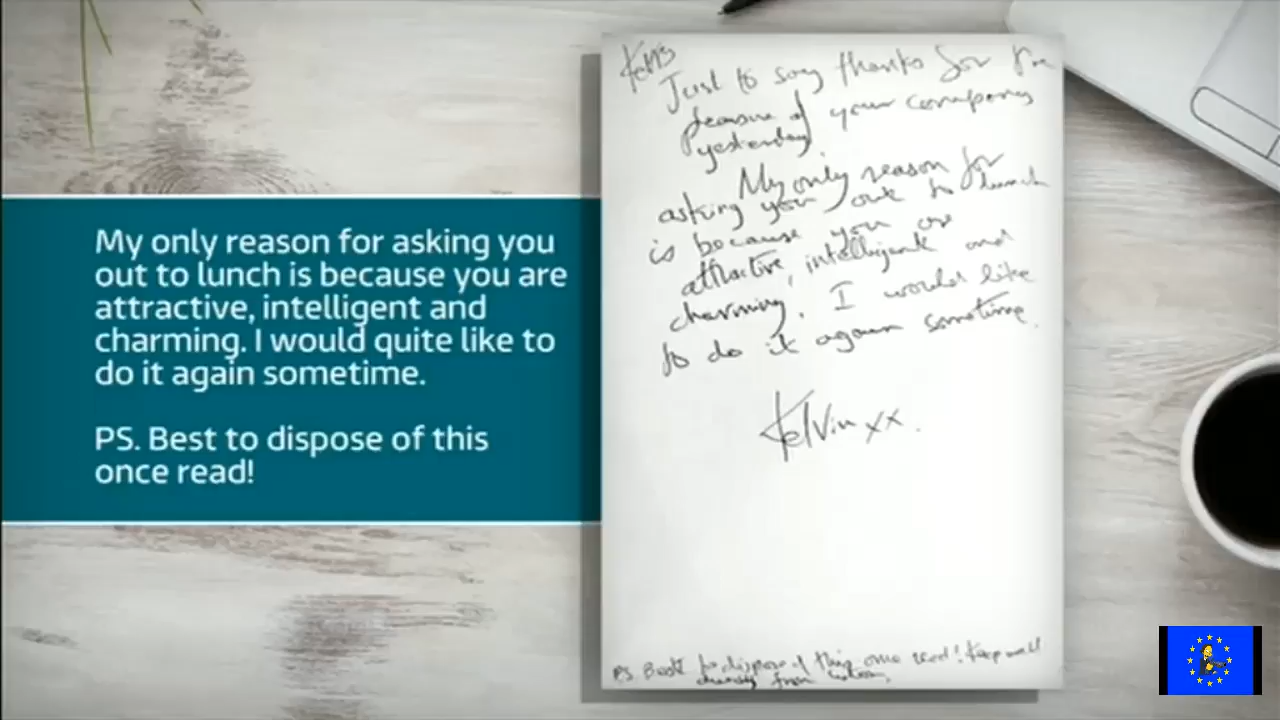 My only reason for asking you
out to lunch is because you are
attractive, intelligent and
charming. I would quite like to
do it again sometime.
PS. Best to dispose of this
once read!
Just to say thanks for the
pleasure of your company
yesterday
My only reason for
asking you out to lunch
is because you are
attractive, intelligent and
charming. I would like
to do it again sometime.
Kelvin xx.
PS Best to dispose of this once read! Keep well
away from